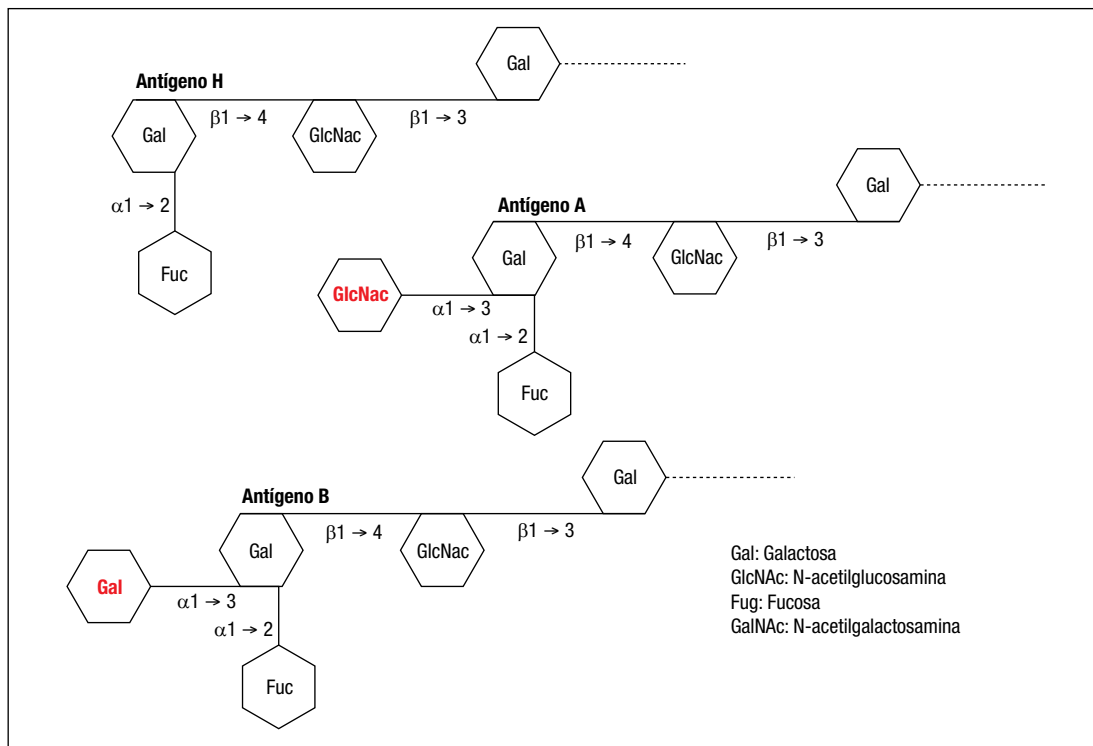 Gal
Antígeno H
β1 → 4
β1 → 3
Gal
GlcNac
α1 → 2
Fuc
Gal
Antígeno A
β1 → 4
β1 → 3
Gal
GlcNac
GlcNac
α1 → 3
α1 → 2
Fuc
Gal
Antígeno B
β1 → 4
β1 → 3
Gal
GlcNac
Gal
α1 → 3
α1 → 2
Fuc
Gal: Galactosa
GlcNAc: N-acetilglucosamina
Fug: Fucosa
GalNAc: N-acetilgalactosamina